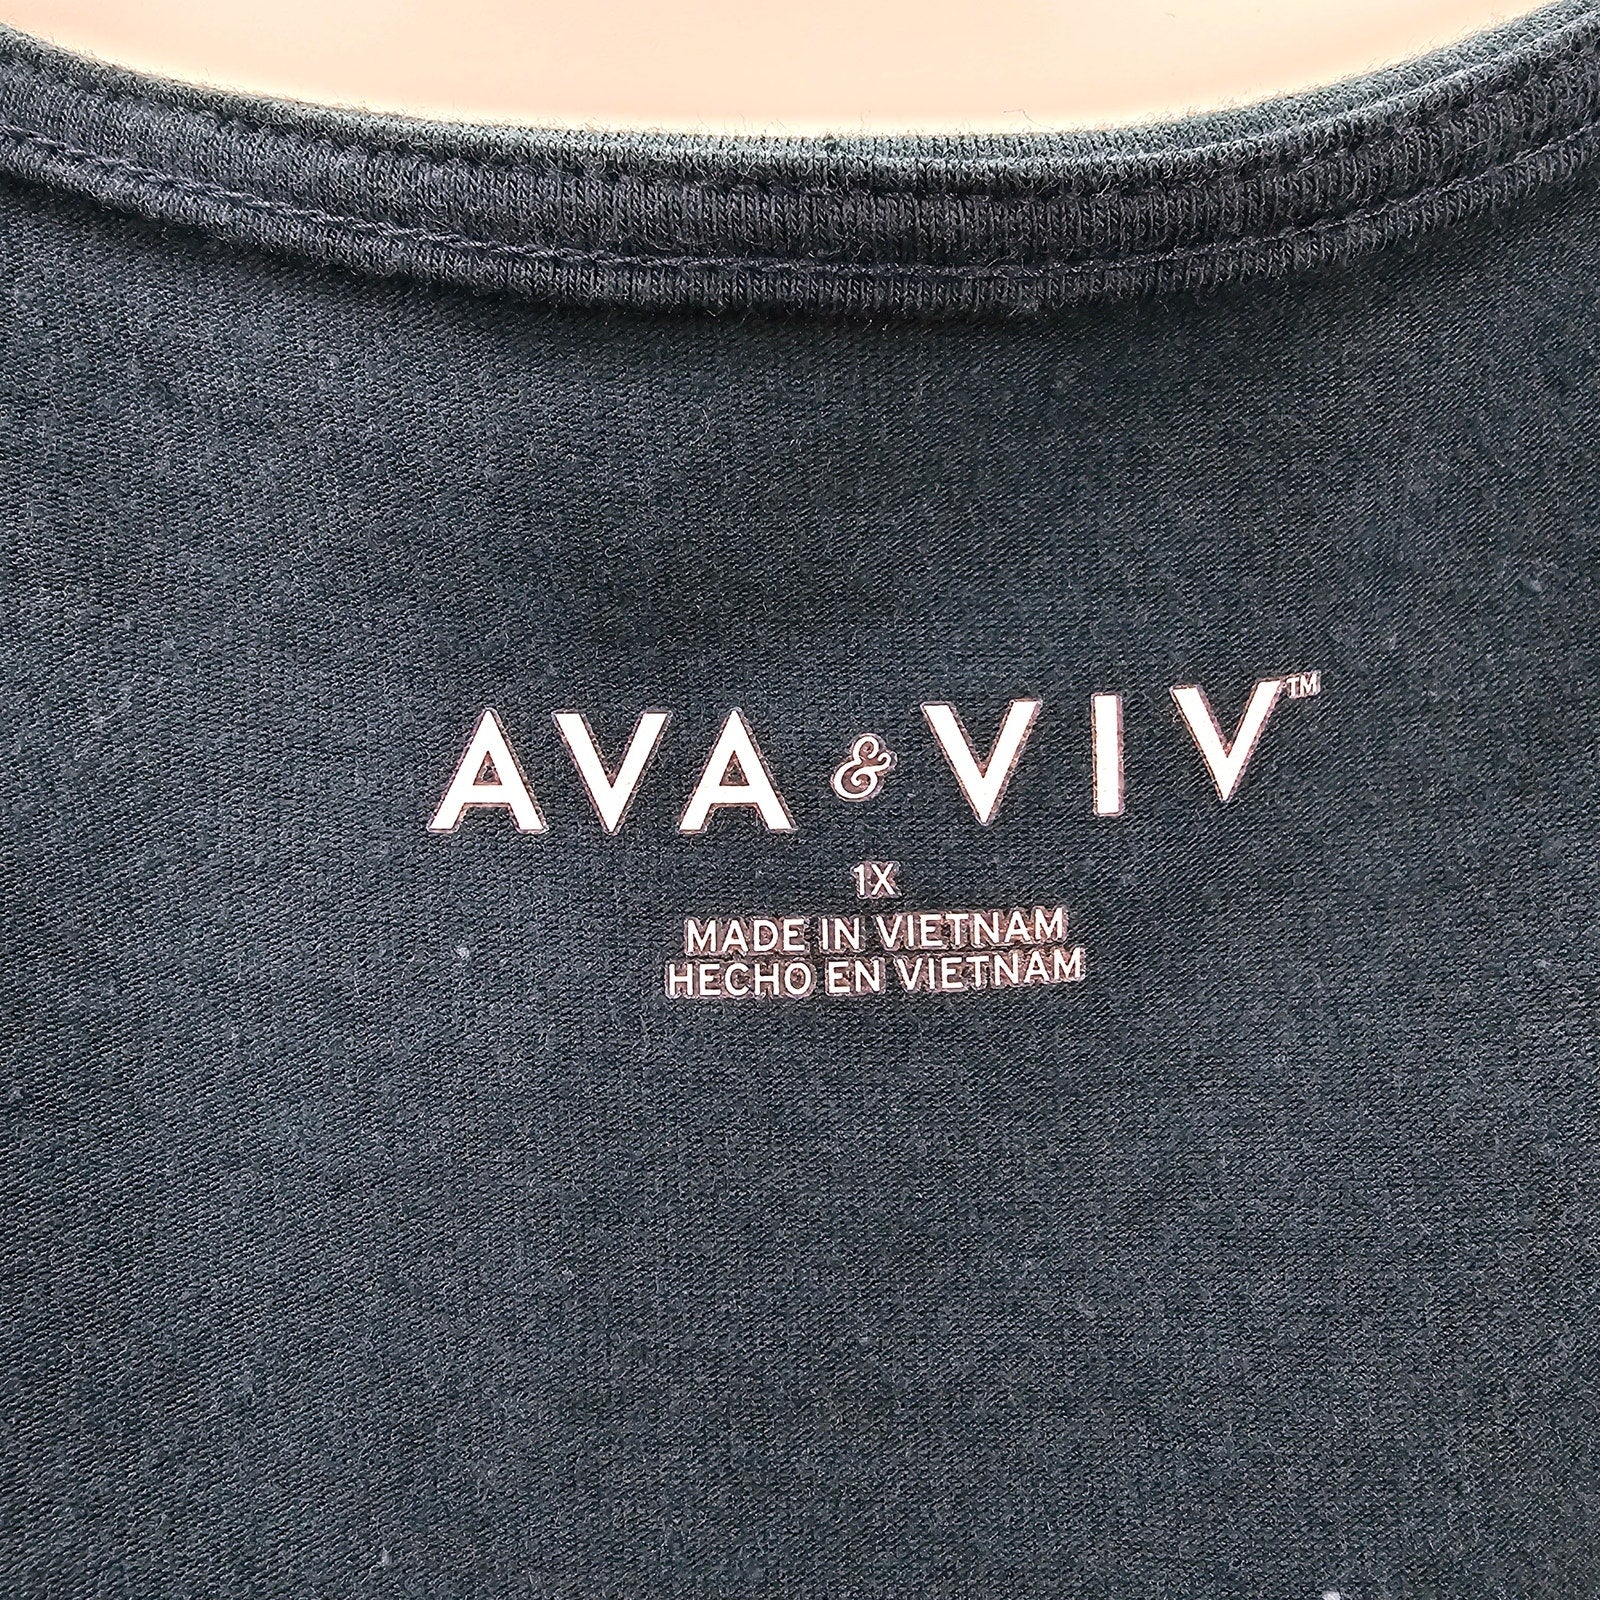 AVA & VIV™
1X
MADE IN VIETNAM
HECHO EN VIETNAM